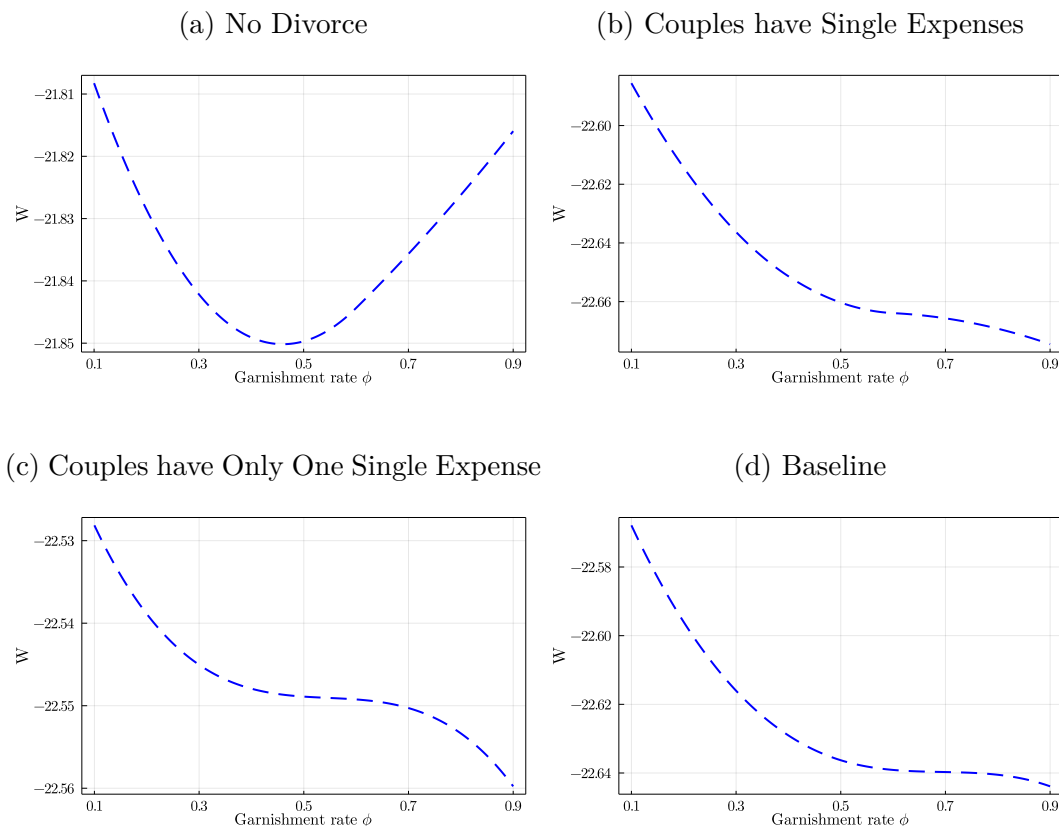 (a) No Divorce
−21.81
−21.82
−21.83
−21.84
−21.85
W
0.1 0.3 0.5 0.7 0.9
Garnishment rate ϕ
(b) Couples have Single Expenses
−22.60
−22.62
−22.64
−22.66
W
0.1 0.3 0.5 0.7 0.9
Garnishment rate ϕ
(c) Couples have Only One Single Expense
−22.53
−22.54
−22.55
−22.56
W
0.1 0.3 0.5 0.7 0.9
Garnishment rate ϕ
(d) Baseline
−22.58
−22.60
−22.62
−22.64
W
0.1 0.3 0.5 0.7 0.9
Garnishment rate ϕ